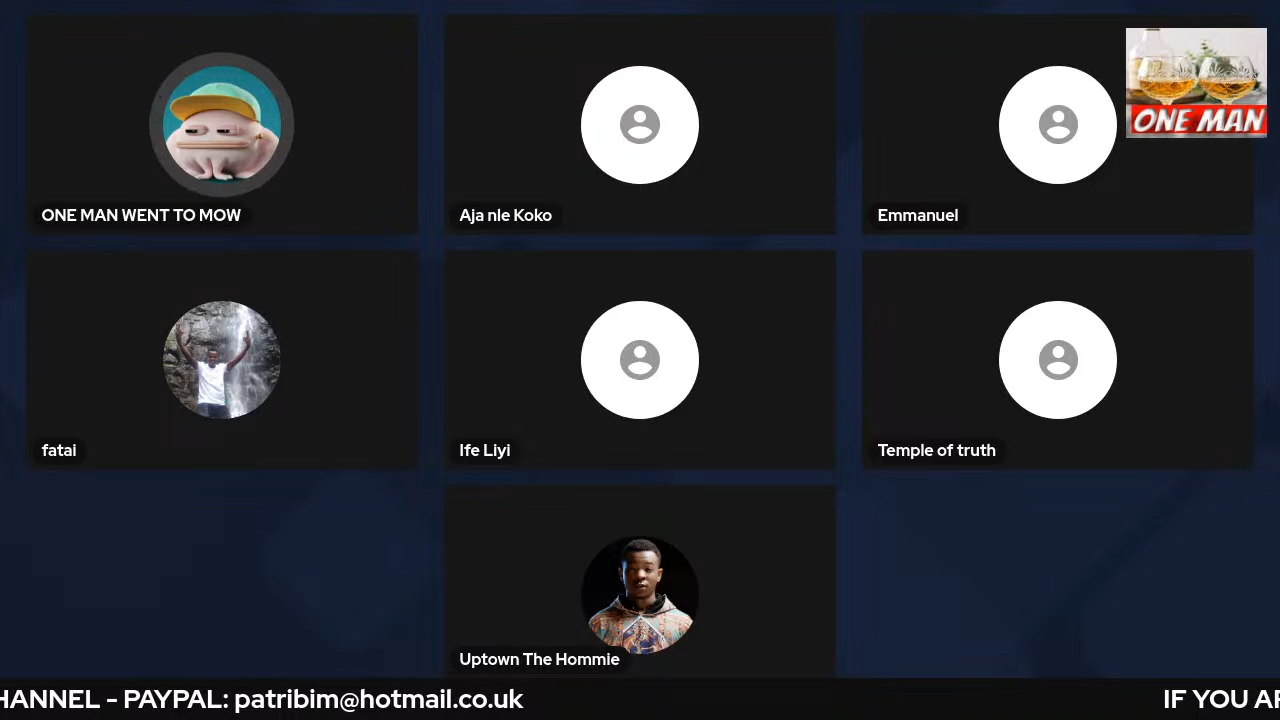 ONE MAN
ONE MAN WENT TO MOW
Aja nle Koko
Emmanuel
fatai
Ife Liyi
Temple of truth
Uptown The Hommie
HANNEL - PAYPAL: patribim@hotmail.co.uk
IF YOU AR